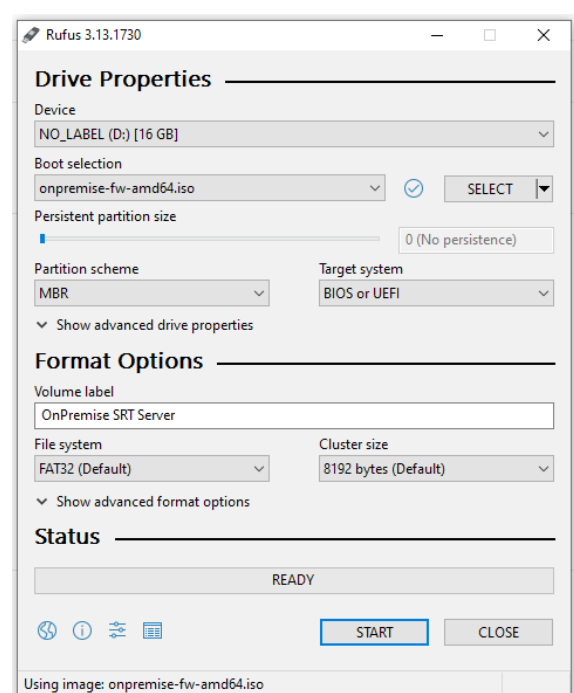 Rufus 3.13.1730
Drive Properties
Device
NO_LABEL (D:) [16 GB]
Boot selection
onpremise-fw-amd64.iso
SELECT
Persistent partition size
0 (No persistence)
Partition scheme
Target system
MBR
BIOS or UEFI
Show advanced drive properties
Format Options
Volume label
OnPremise SRT Server
File system
Cluster size
FAT32 (Default)
8192 bytes (Default)
Show advanced format options
Status
READY
START
CLOSE
Using image: onpremise-fw-amd64.iso